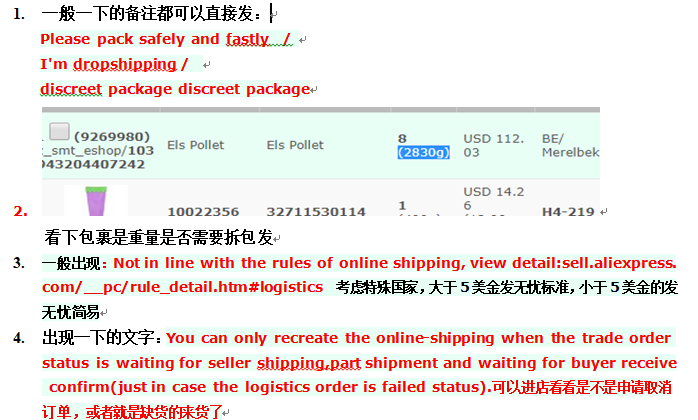 1. 一般一下的备注都可以直接发：
Please pack safely and fastly /
I'm dropshipping /
discreet package discreet package
(9269980) Els Pollet Els Pollet 8 USD 112. BE/
_smt_eshop/103 (2830g) 03 Merelbek
943204407242
USD 14.2
2. 10022356 32711530114 1 6 H4-219
看下包裹是重量是否需要拆包发
3. 一般出现：Not in line with the rules of online shipping, view detail:sell.aliexpress.
com/__pc/rule_detail.htm#logistics 考虑特殊国家，大于5美金发无忧标准，小于5美金的发
无忧简易
4. 出现一下的文字：You can only recreate the online-shipping when the trade order
status is waiting for seller shipping,part shipment and waiting for buyer receive
confirm(just in case the logistics order is failed status).可以进店看看是不是申请取消
订单，或者就是缺货的来货了